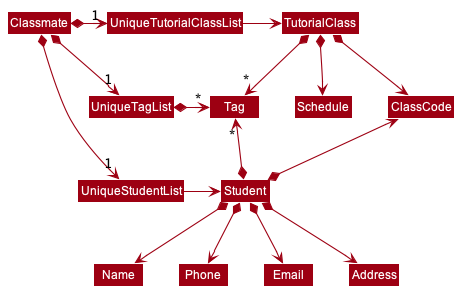 Classmate
1
UniqueTutorialClassList
TutorialClass
1
*
*
UniqueTagList
Tag
Schedule
ClassCode
*
1
UniqueStudentList
Student
Name
Phone
Email
Address